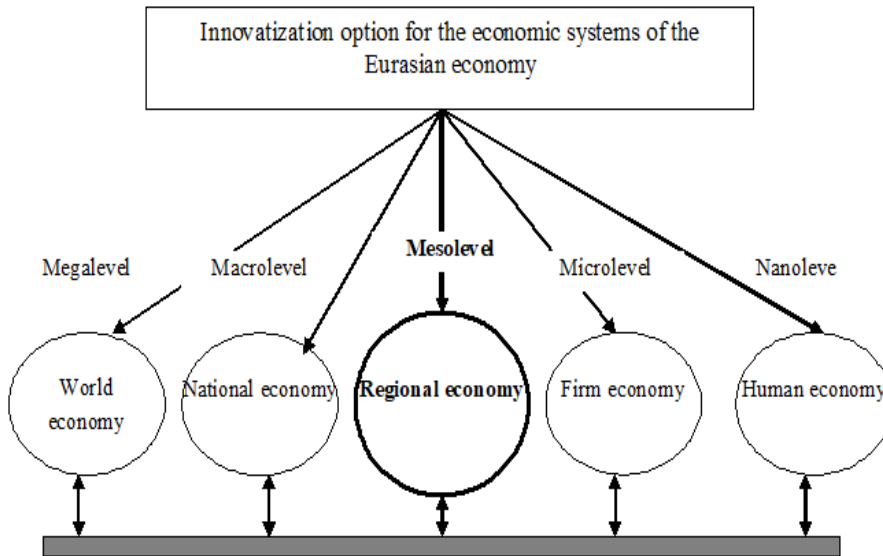 Innovatization option for the economic systems of the
Eurasian economy
Megalevel
Macrolevel
Mesolevel
Microlevel
Nanoleve
World
economy
National economy
Regional economy
Firm economy
Human economy